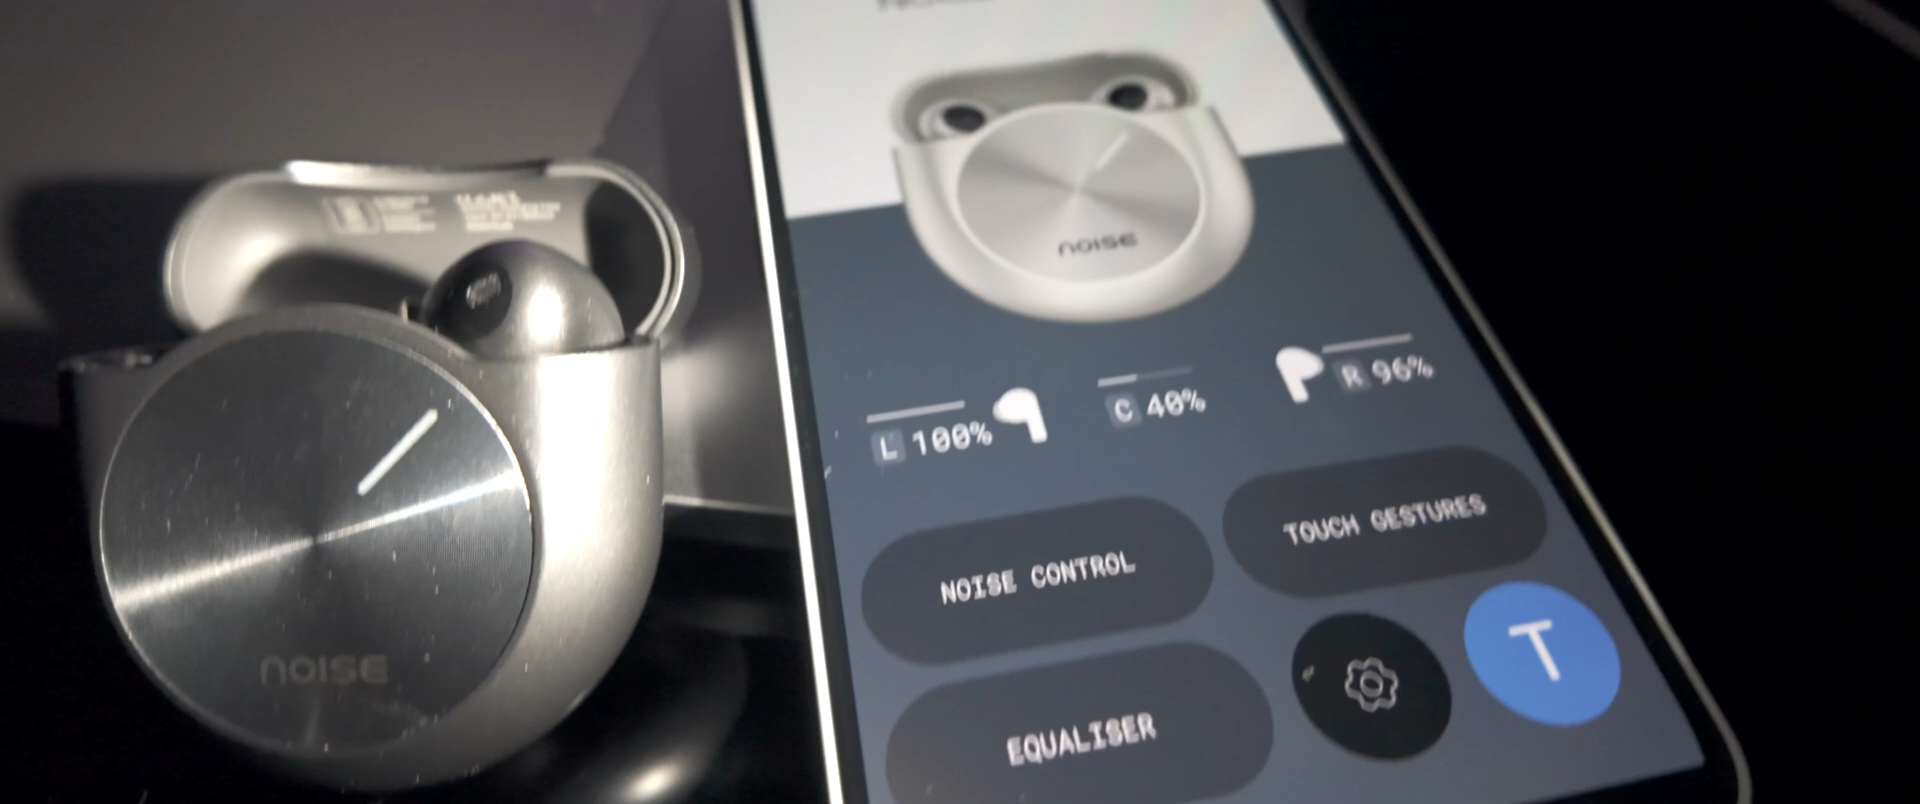 noise
noise
L 100%
C 40%
R 96%
NOISE CONTROL
TOUCH GESTURES
EQUALISER
T